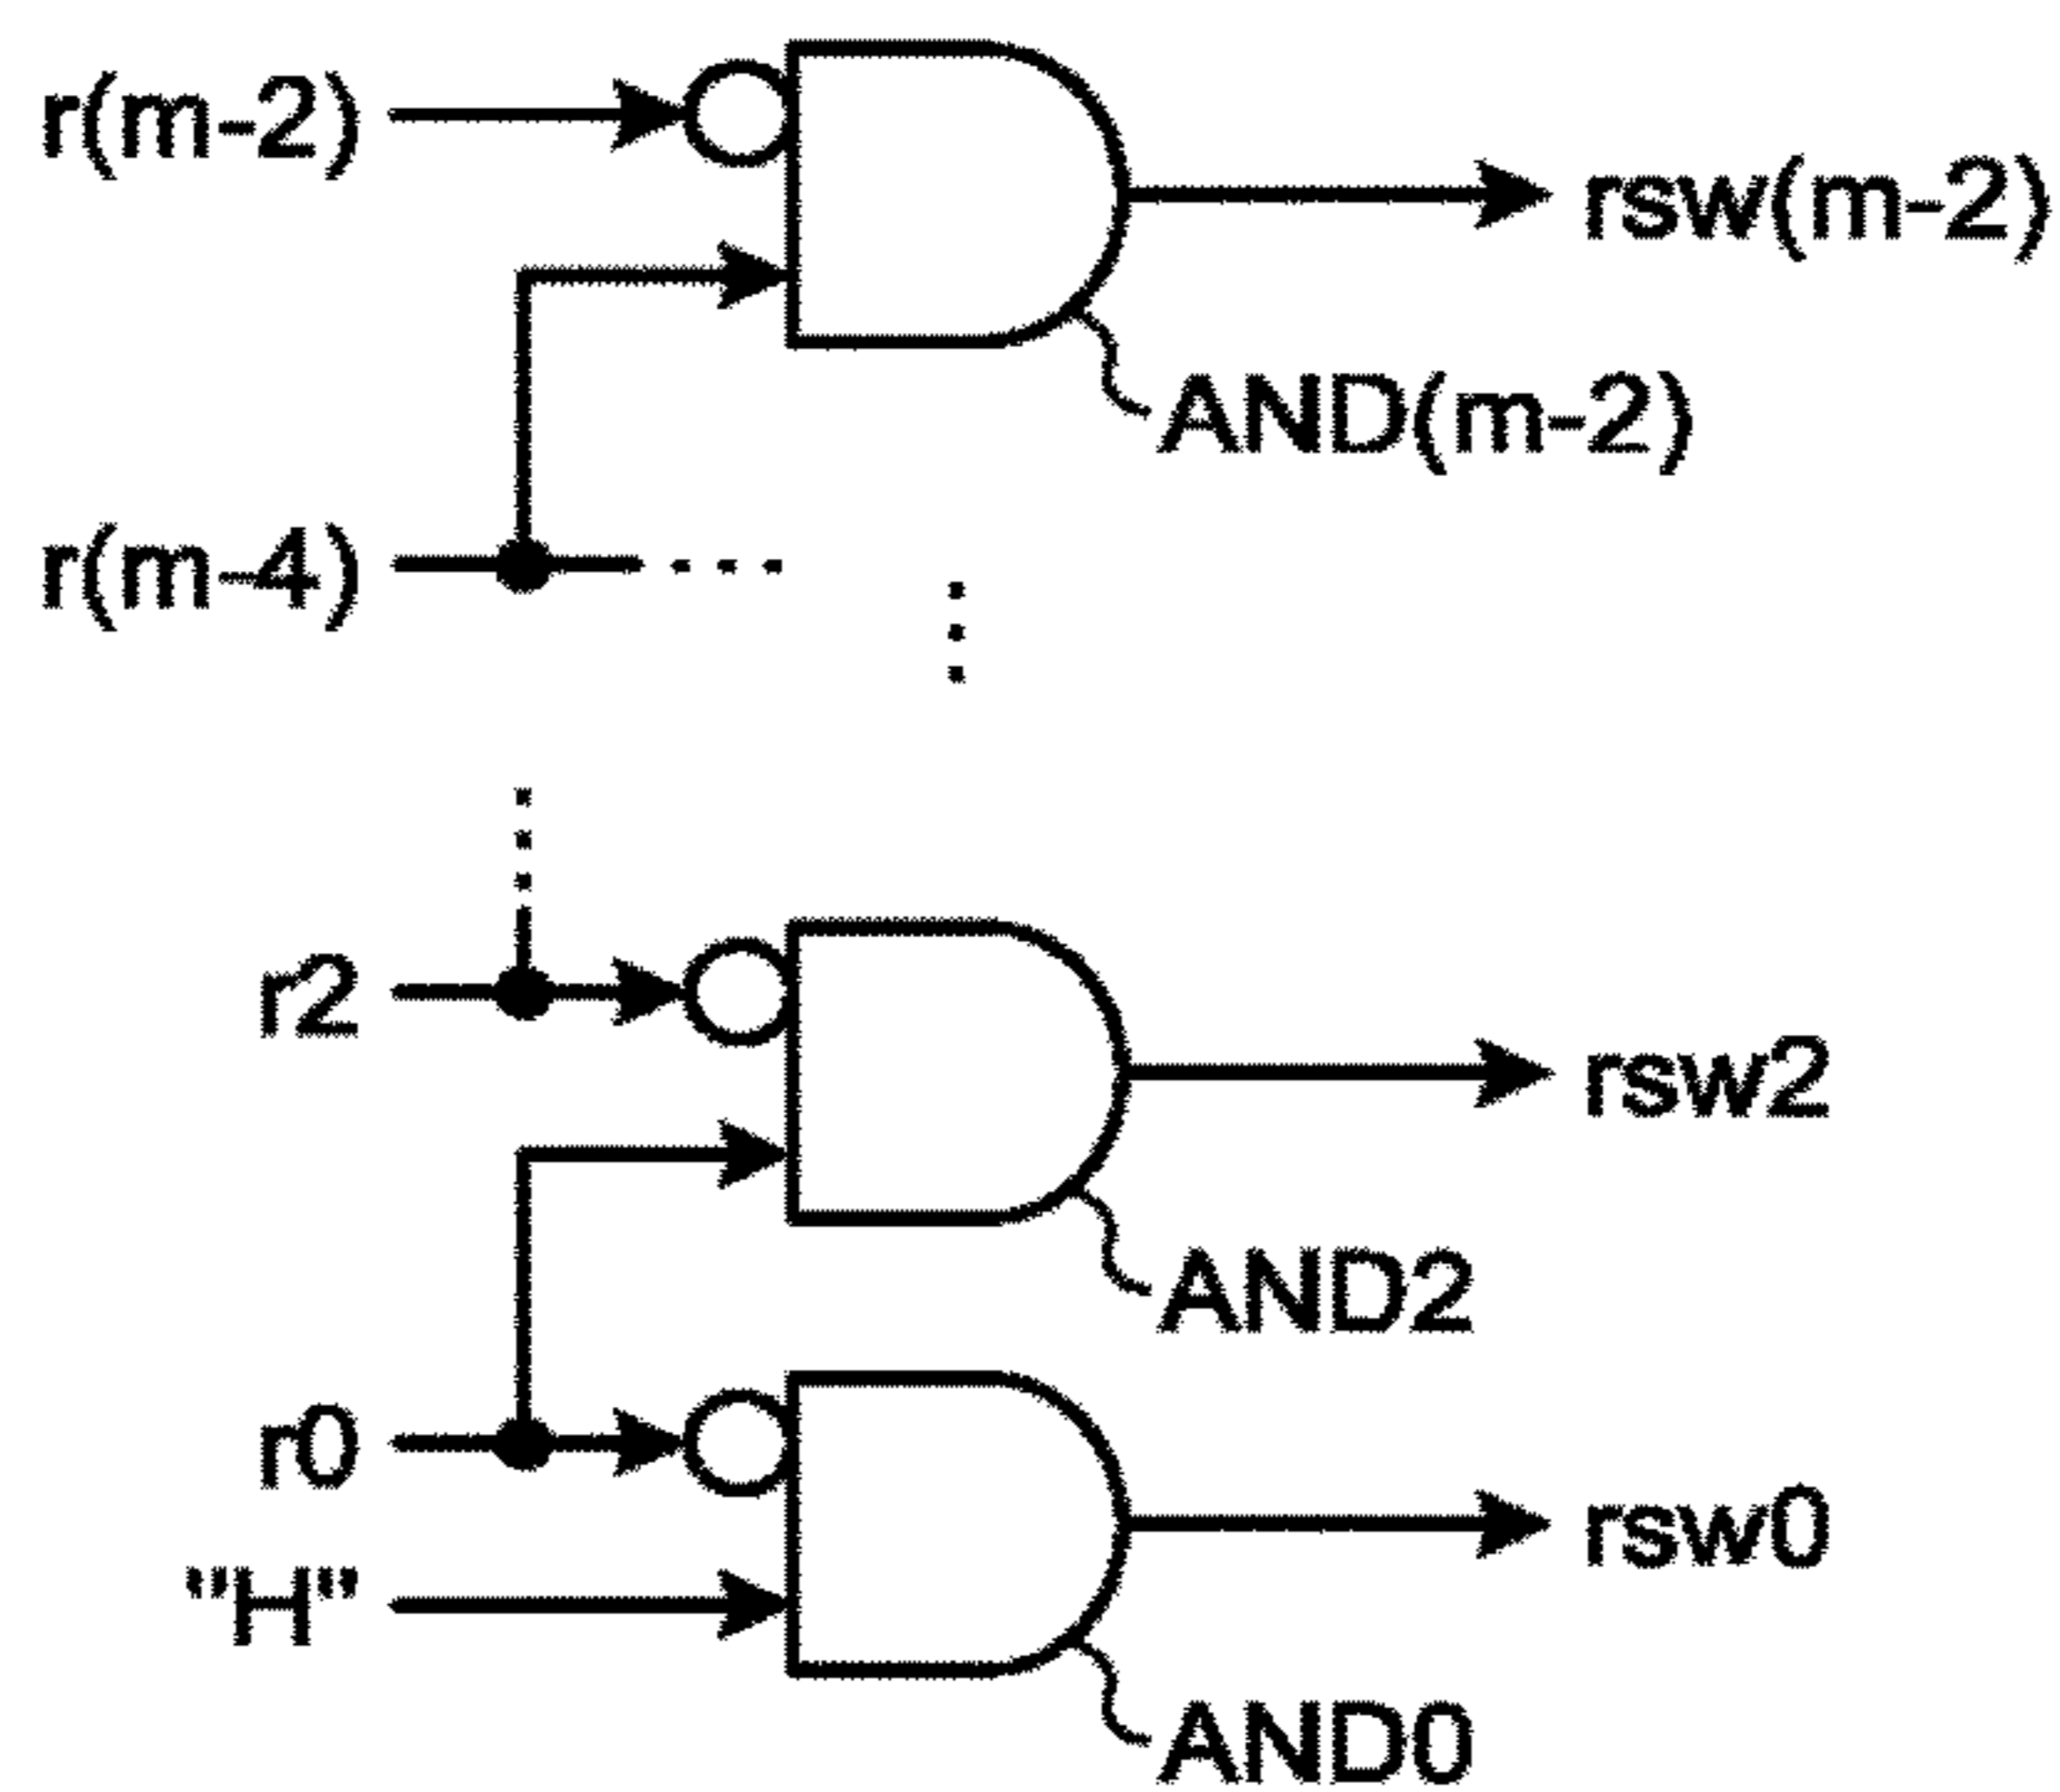 r(m-2)
rsw(m-2)
AND(m-2)
r(m-4)
r2
rsw2
AND2
r0
rsw0
"H"
AND0